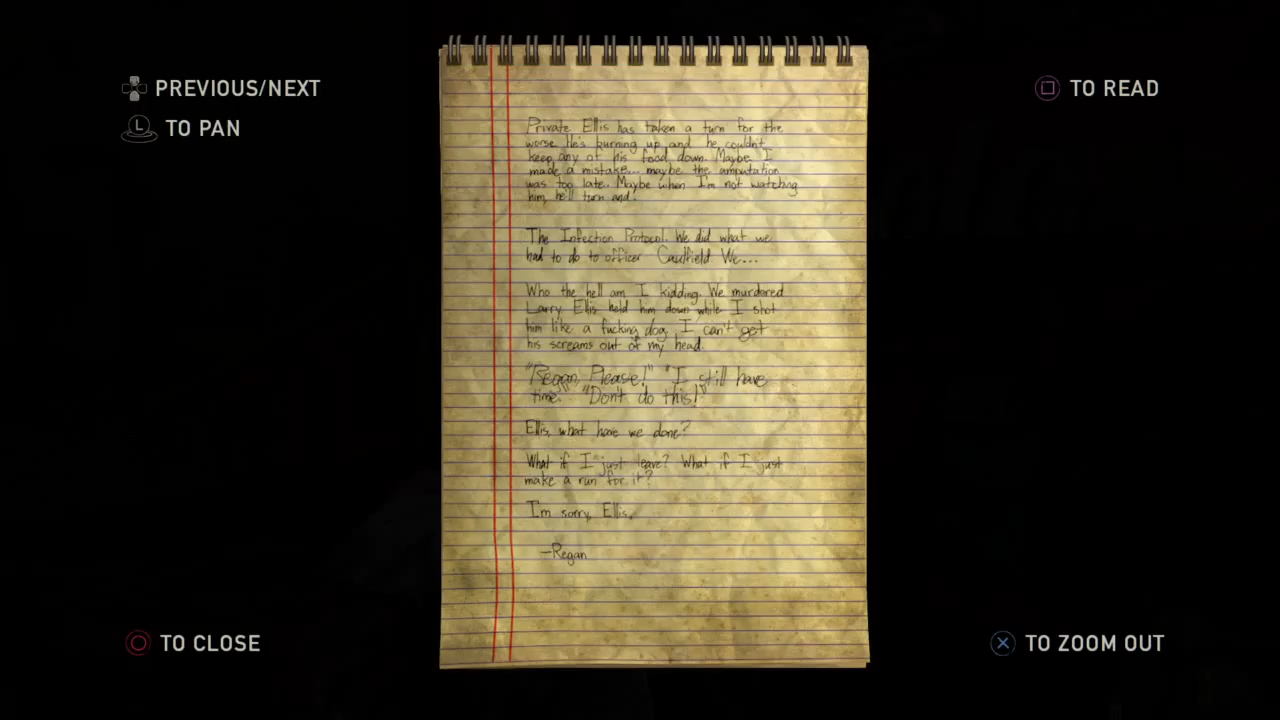 PREVIOUS/NEXT
TO PAN
TO READ
Private Ellis has taken a turn for the
worse. He's burning up and he couldn't
keep any of his food down. Maybe I
made a mistake... maybe the amputation
was too late. Maybe when I'm not watching
him, he'll turn and.
The Infection Protocol. We did what we
had to do to officer Caulfield We...
Who the hell am I kidding. We murdered
Larry. Ellis held him down while I shot
him like a fucking dog. I can't get
his screams out of my head.
"Regan, Please!" "I still have
time." "Don't do this!"
Ellis, what have we done?
What if I just leave? What if I just
make a run for it?
I'm sorry, Ellis.
-Regan
TO CLOSE
TO ZOOM OUT